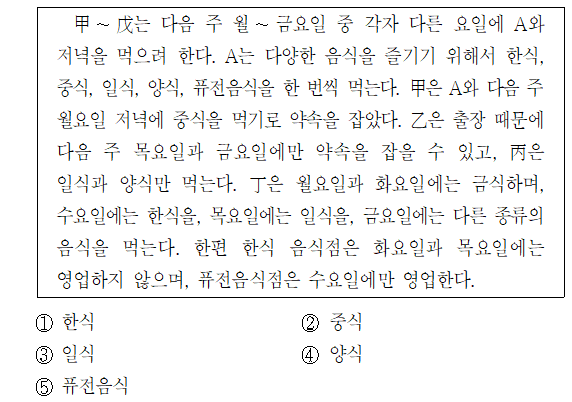 甲～戊는 다음 주 월～금요일 중 각자 다른 요일에 A와
저녁을 먹으려 한다. A는 다양한 음식을 즐기기 위해서 한식,
중식, 일식, 양식, 퓨전음식을 한 번씩 먹는다. 甲은 A와 다음 주
월요일 저녁에 중식을 먹기로 약속을 잡았다. 乙은 출장 때문에
다음 주 목요일과 금요일에만 약속을 잡을 수 있고, 丙은
일식과 양식만 먹는다. 丁은 월요일과 화요일에는 금식하며,
수요일에는 한식을, 목요일에는 일식을, 금요일에는 다른 종류의
음식을 먹는다. 한편 한식 음식점은 화요일과 목요일에는
영업하지 않으며, 퓨전음식점은 수요일에만 영업한다.
① 한식 ② 중식
③ 일식 ④ 양식
⑤ 퓨전음식